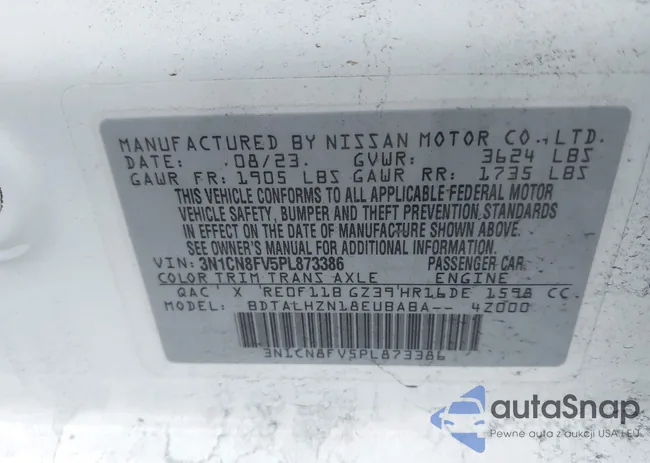 MANUFACTURED BY NISSAN MOTOR CO., LTD.
DATE: 08/23. GVWR: 3624 LBS
GAWR FR: 1905 LBS GAWR RR: 1735 LBS
THIS VEHICLE CONFORMS TO ALL APPLICABLE FEDERAL MOTOR
VEHICLE SAFETY, BUMPER AND THEFT PREVENTION STANDARDS
IN EFFECT ON THE DATE OF MANUFACTURE SHOWN ABOVE.
SEE OWNER'S MANUAL FOR ADDITIONAL INFORMATION
VIN: 3N1CN8FV5PL873386 PASSENGER CAR
COLOR TRIM TRANS AXLE ENGINE
QAC X RE0F11B GZ39 HR16DE 1598 CC
MODEL: BDTALHZN18EUBABA-- 4Z000
3N1CN8FV5PL873386
autoSnap
Pewne auta z aukcji USA i EU